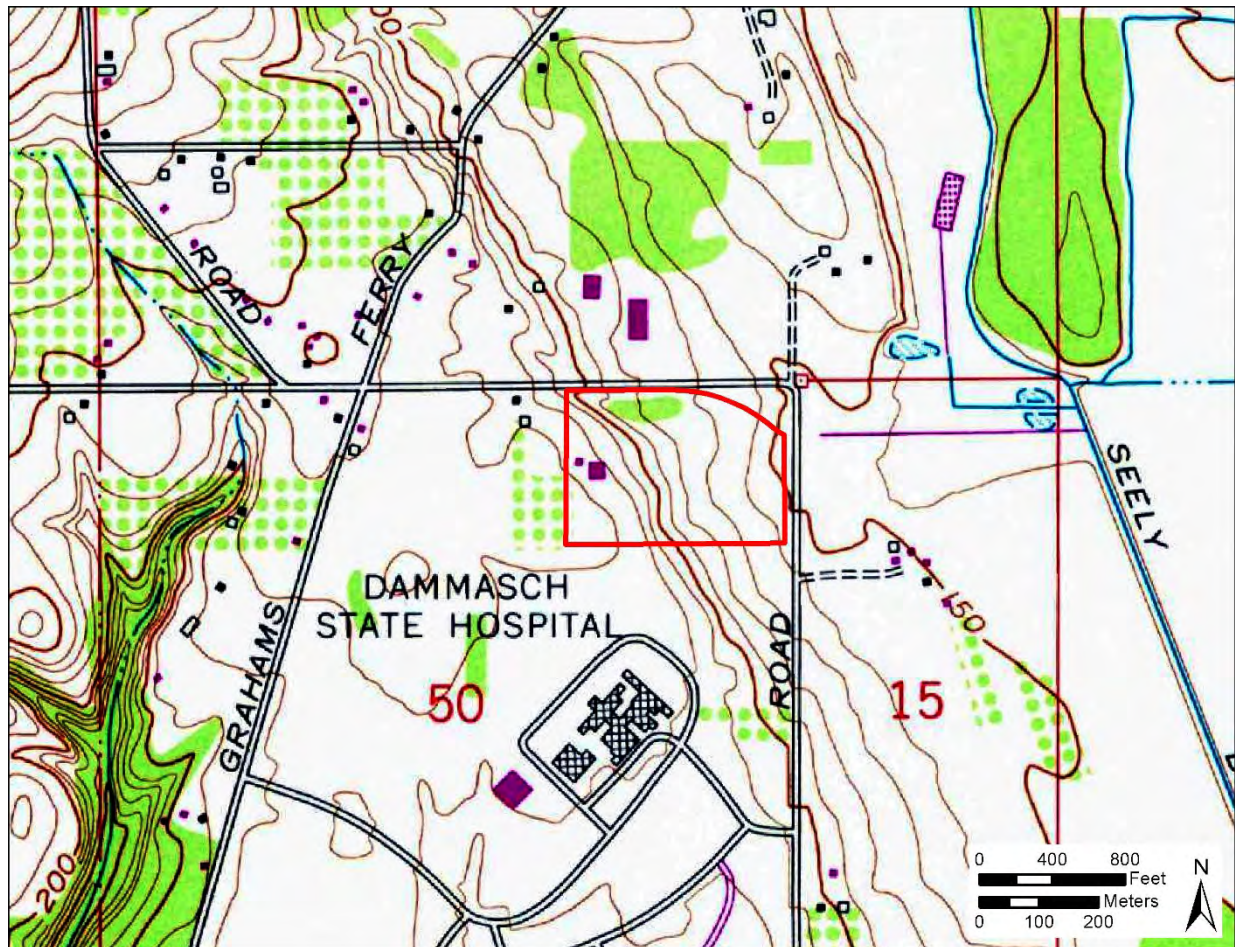 ROAD
FERRY
SEELY
DAMMASCH
STATE HOSPITAL
GRAHAMS
50
ROAD
15
150
200
0 400 800
Feet
Meters
0 100 200
N